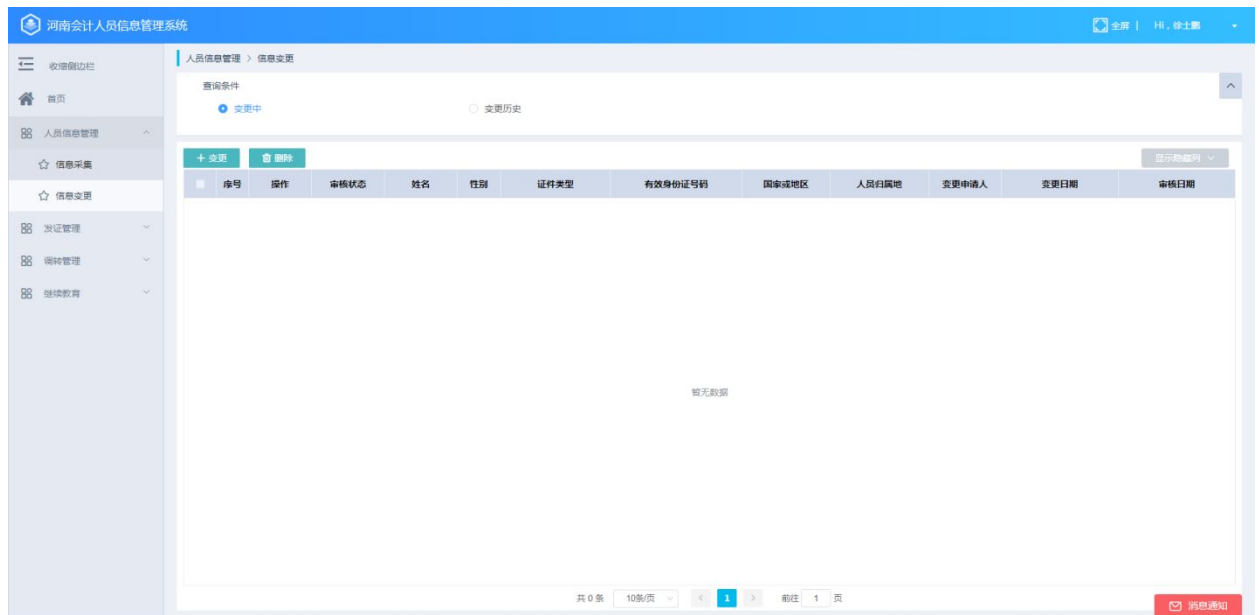 河南会计人员信息管理系统
全屏 | Hi，徐士鹏
收缩侧边栏
首页
人员信息管理
信息采集
信息变更
发证管理
调转管理
继续教育
人员信息管理 > 信息变更
查询条件
变更中 变更历史
+ 变更 删除 显示隐藏列
序号 操作 审核状态 姓名 性别 证件类型 有效身份证号码 国家或地区 人员归属地 变更申请人 变更日期 审核日期
暂无数据
共 0 条 10条/页 < 1 > 前往 1 页
消息通知